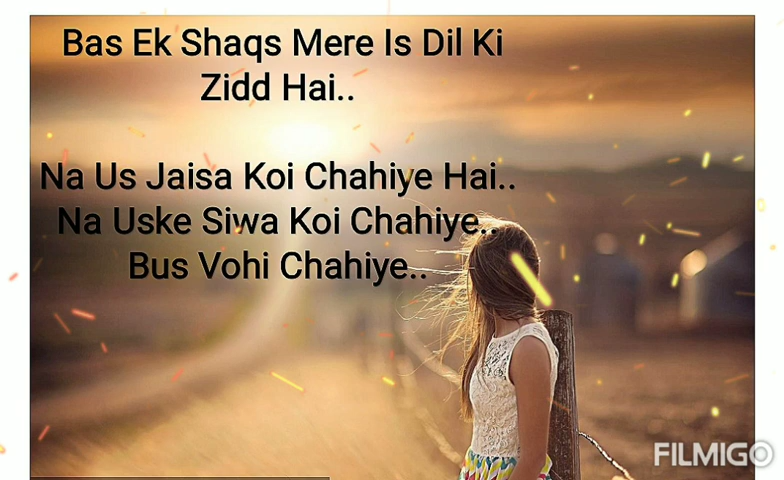 Bas Ek Shaqs Mere Is Dil Ki
Zidd Hai..
Na Us Jaisa Koi Chahiye Hai..
Na Uske Siwa Koi Chahiye..
Bus Vohi Chahiye..
FILMIGO